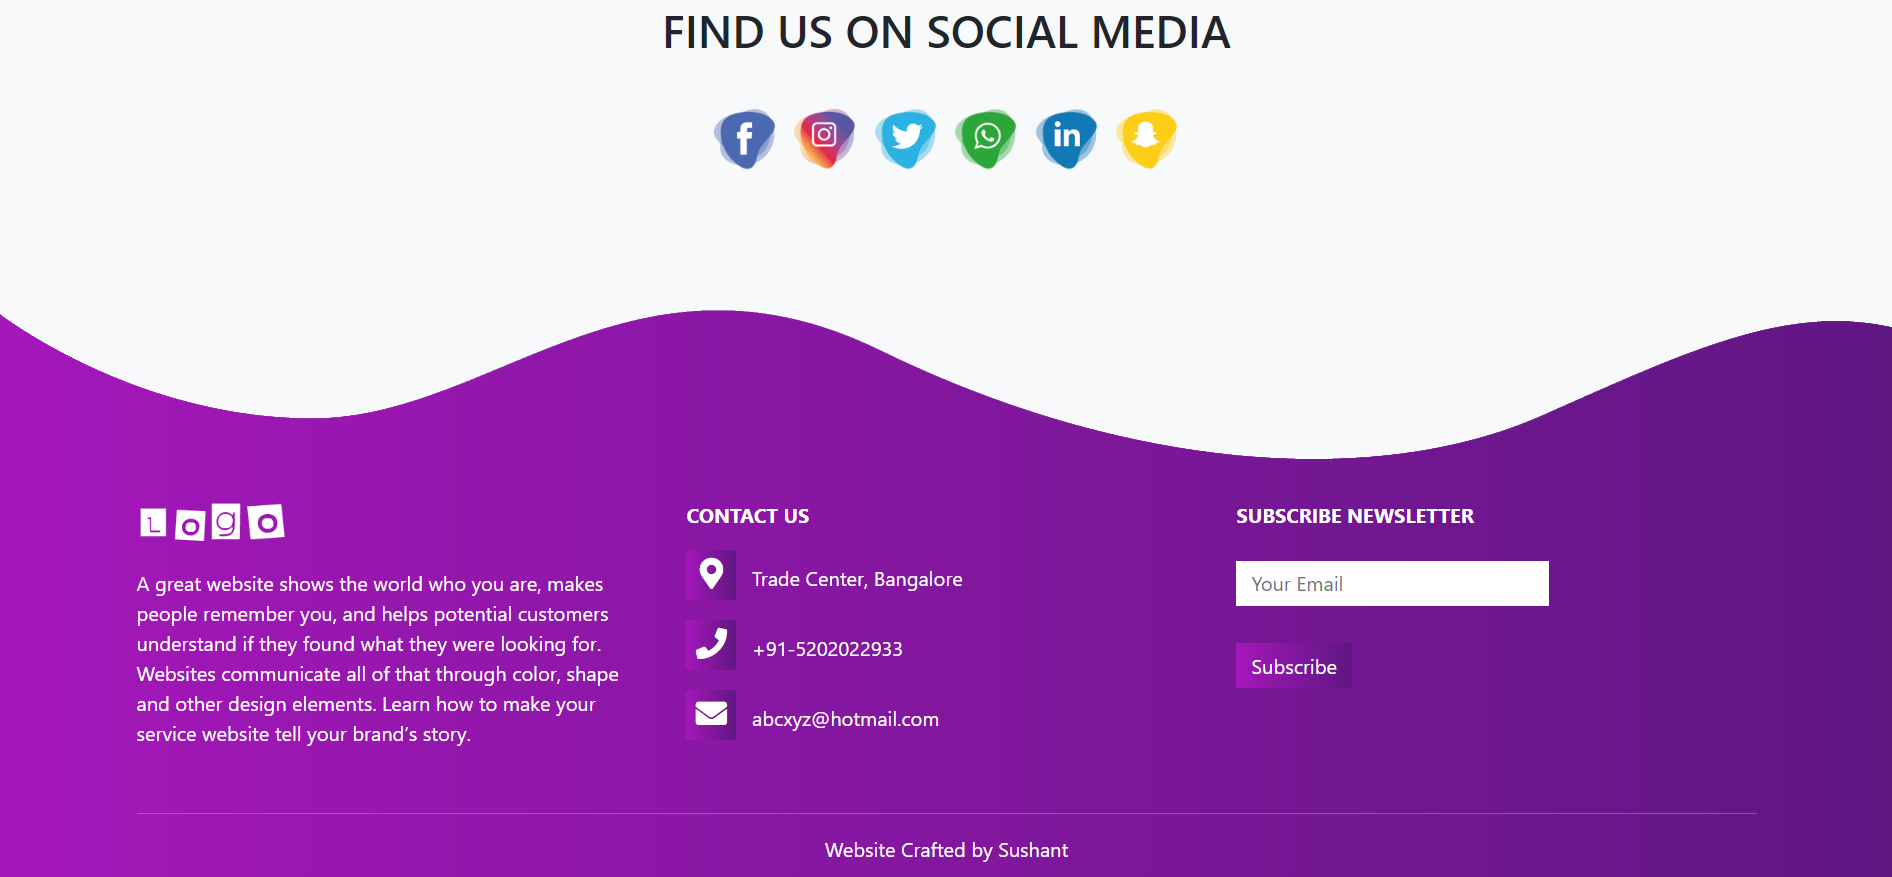 FIND US ON SOCIAL MEDIA
f
in
Logo
A great website shows the world who you are, makes
people remember you, and helps potential customers
understand if they found what they were looking for.
Websites communicate all of that through color, shape
and other design elements. Learn how to make your
service website tell your brand’s story.
CONTACT US
Trade Center, Bangalore
+91-5202022933
abcxyz@hotmail.com
SUBSCRIBE NEWSLETTER
Your Email
Subscribe
Website Crafted by Sushant